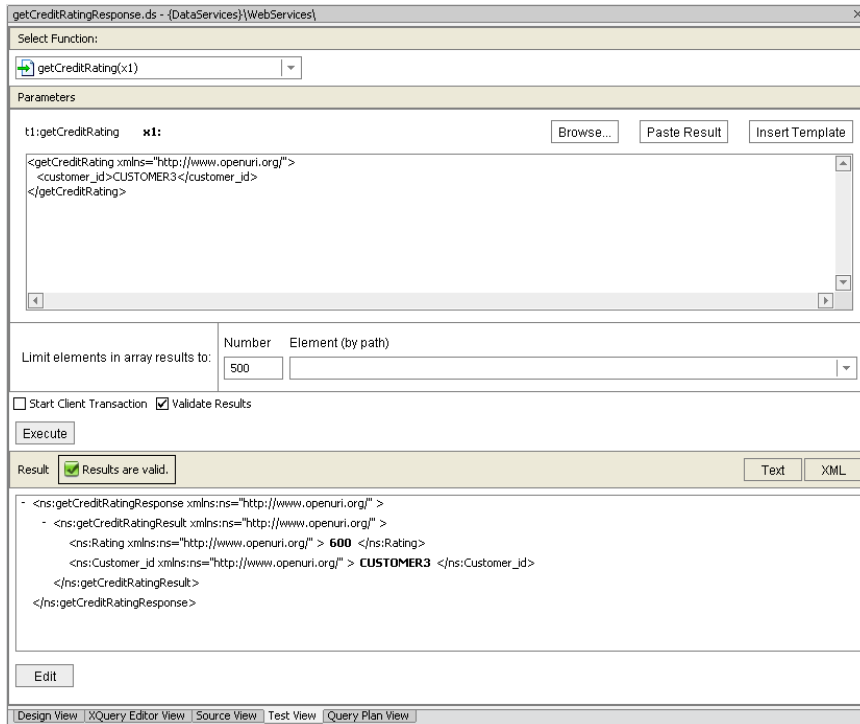 getCreditRatingResponse.ds - {DataServices}\WebServices\
Select Function:
getCreditRating(x1)
Parameters
t1:getCreditRating x1: Browse... Paste Result Insert Template
<getCreditRating xmlns="http://www.openuri.org/">
<customer_id>CUSTOMER3</customer_id>
</getCreditRating>
Number Element (by path)
Limit elements in array results to: 500
Start Client Transaction Validate Results
Execute
Result Results are valid. Text XML
- <ns:getCreditRatingResponse xmlns:ns="http://www.openuri.org/" >
- <ns:getCreditRatingResult xmlns:ns="http://www.openuri.org/" >
<ns:Rating xmlns:ns="http://www.openuri.org/" > 600 </ns:Rating>
<ns:Customer_id xmlns:ns="http://www.openuri.org/" > CUSTOMER3 </ns:Customer_id>
</ns:getCreditRatingResult>
</ns:getCreditRatingResponse>
Edit
Design View XQuery Editor View Source View Test View Query Plan View